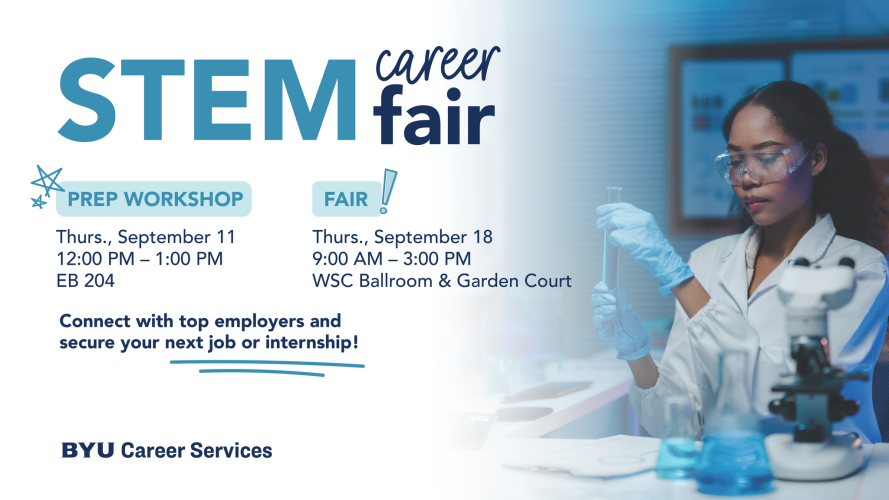 STEM career fair
PREP WORKSHOP
Thurs., September 11
12:00 PM – 1:00 PM
EB 204
FAIR
Thurs., September 18
9:00 AM – 3:00 PM
WSC Ballroom & Garden Court
Connect with top employers and
secure your next job or internship!
BYU Career Services